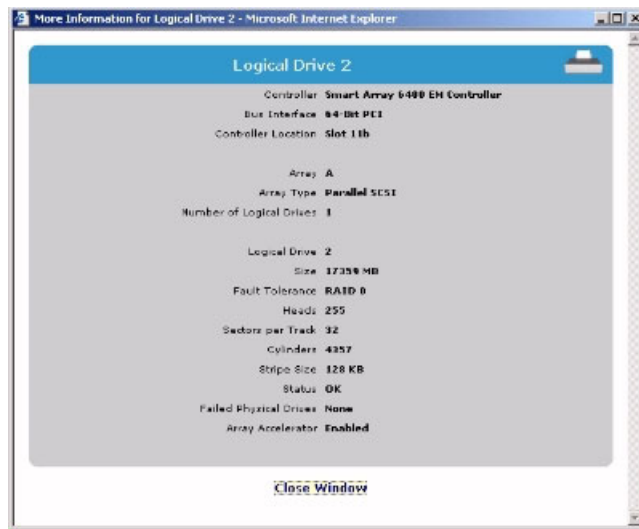 More Information for Logical Drive 2 - Microsoft Internet Explorer
Logical Drive 2
Controller Smart Array 6400 EM Controller
Bus Interface 64-Bit PCI
Controller Location Slot 11b
Array A
Array Type Parallel SCSI
Number of Logical Drives 1
Logical Drive 2
Size 17359 MB
Fault Tolerance RAID 0
Heads 255
Sectors per Track 32
Cylinders 4357
Stripe Size 128 KB
Status OK
Failed Physical Drives None
Array Accelerator Enabled
Close Window